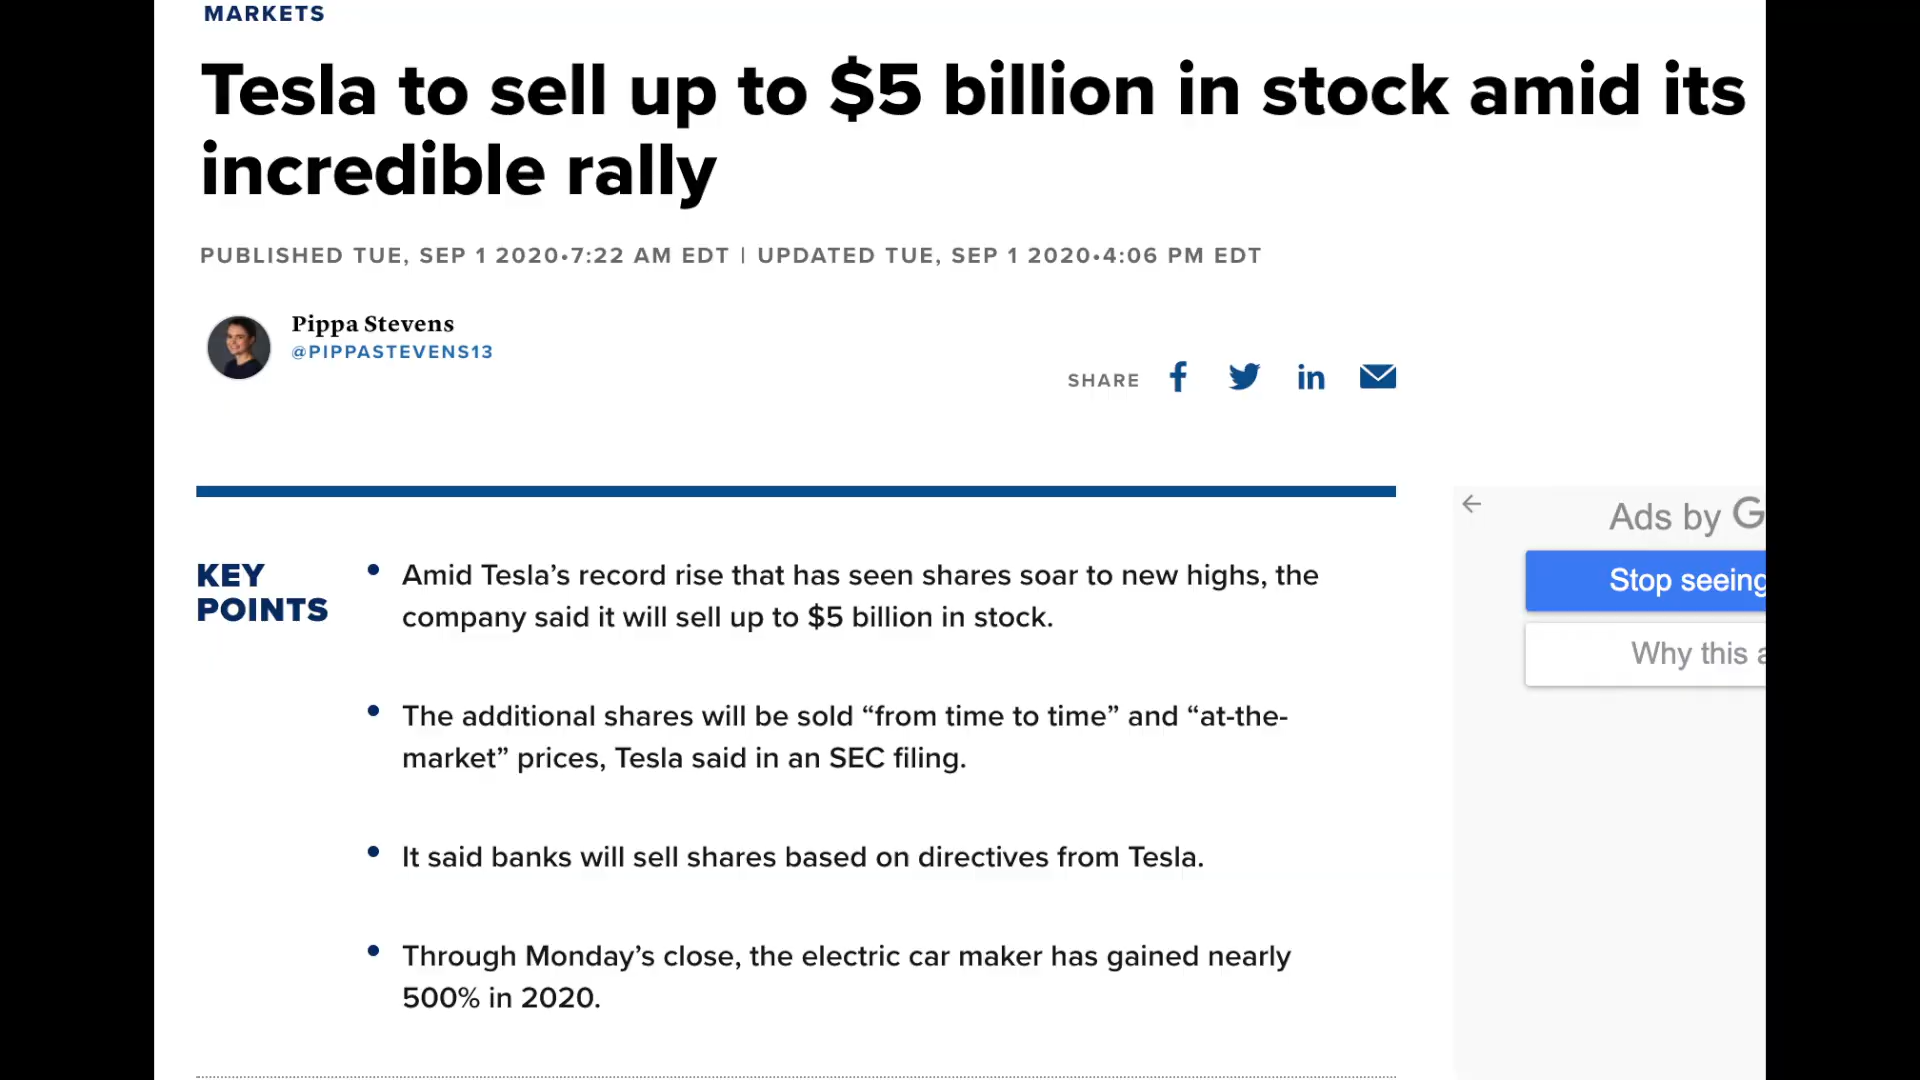 MARKETS
Tesla to sell up to $5 billion in stock amid its
incredible rally
PUBLISHED TUE, SEP 1 2020•7:22 AM EDT | UPDATED TUE, SEP 1 2020•4:06 PM EDT
Pippa Stevens
@PIPPASTEVENS13
SHARE
KEY
POINTS
• Amid Tesla’s record rise that has seen shares soar to new highs, the
company said it will sell up to $5 billion in stock.
• The additional shares will be sold “from time to time” and “at-the-
market” prices, Tesla said in an SEC filing.
• It said banks will sell shares based on directives from Tesla.
• Through Monday’s close, the electric car maker has gained nearly
500% in 2020.
Ads by G
Stop seeing
Why this